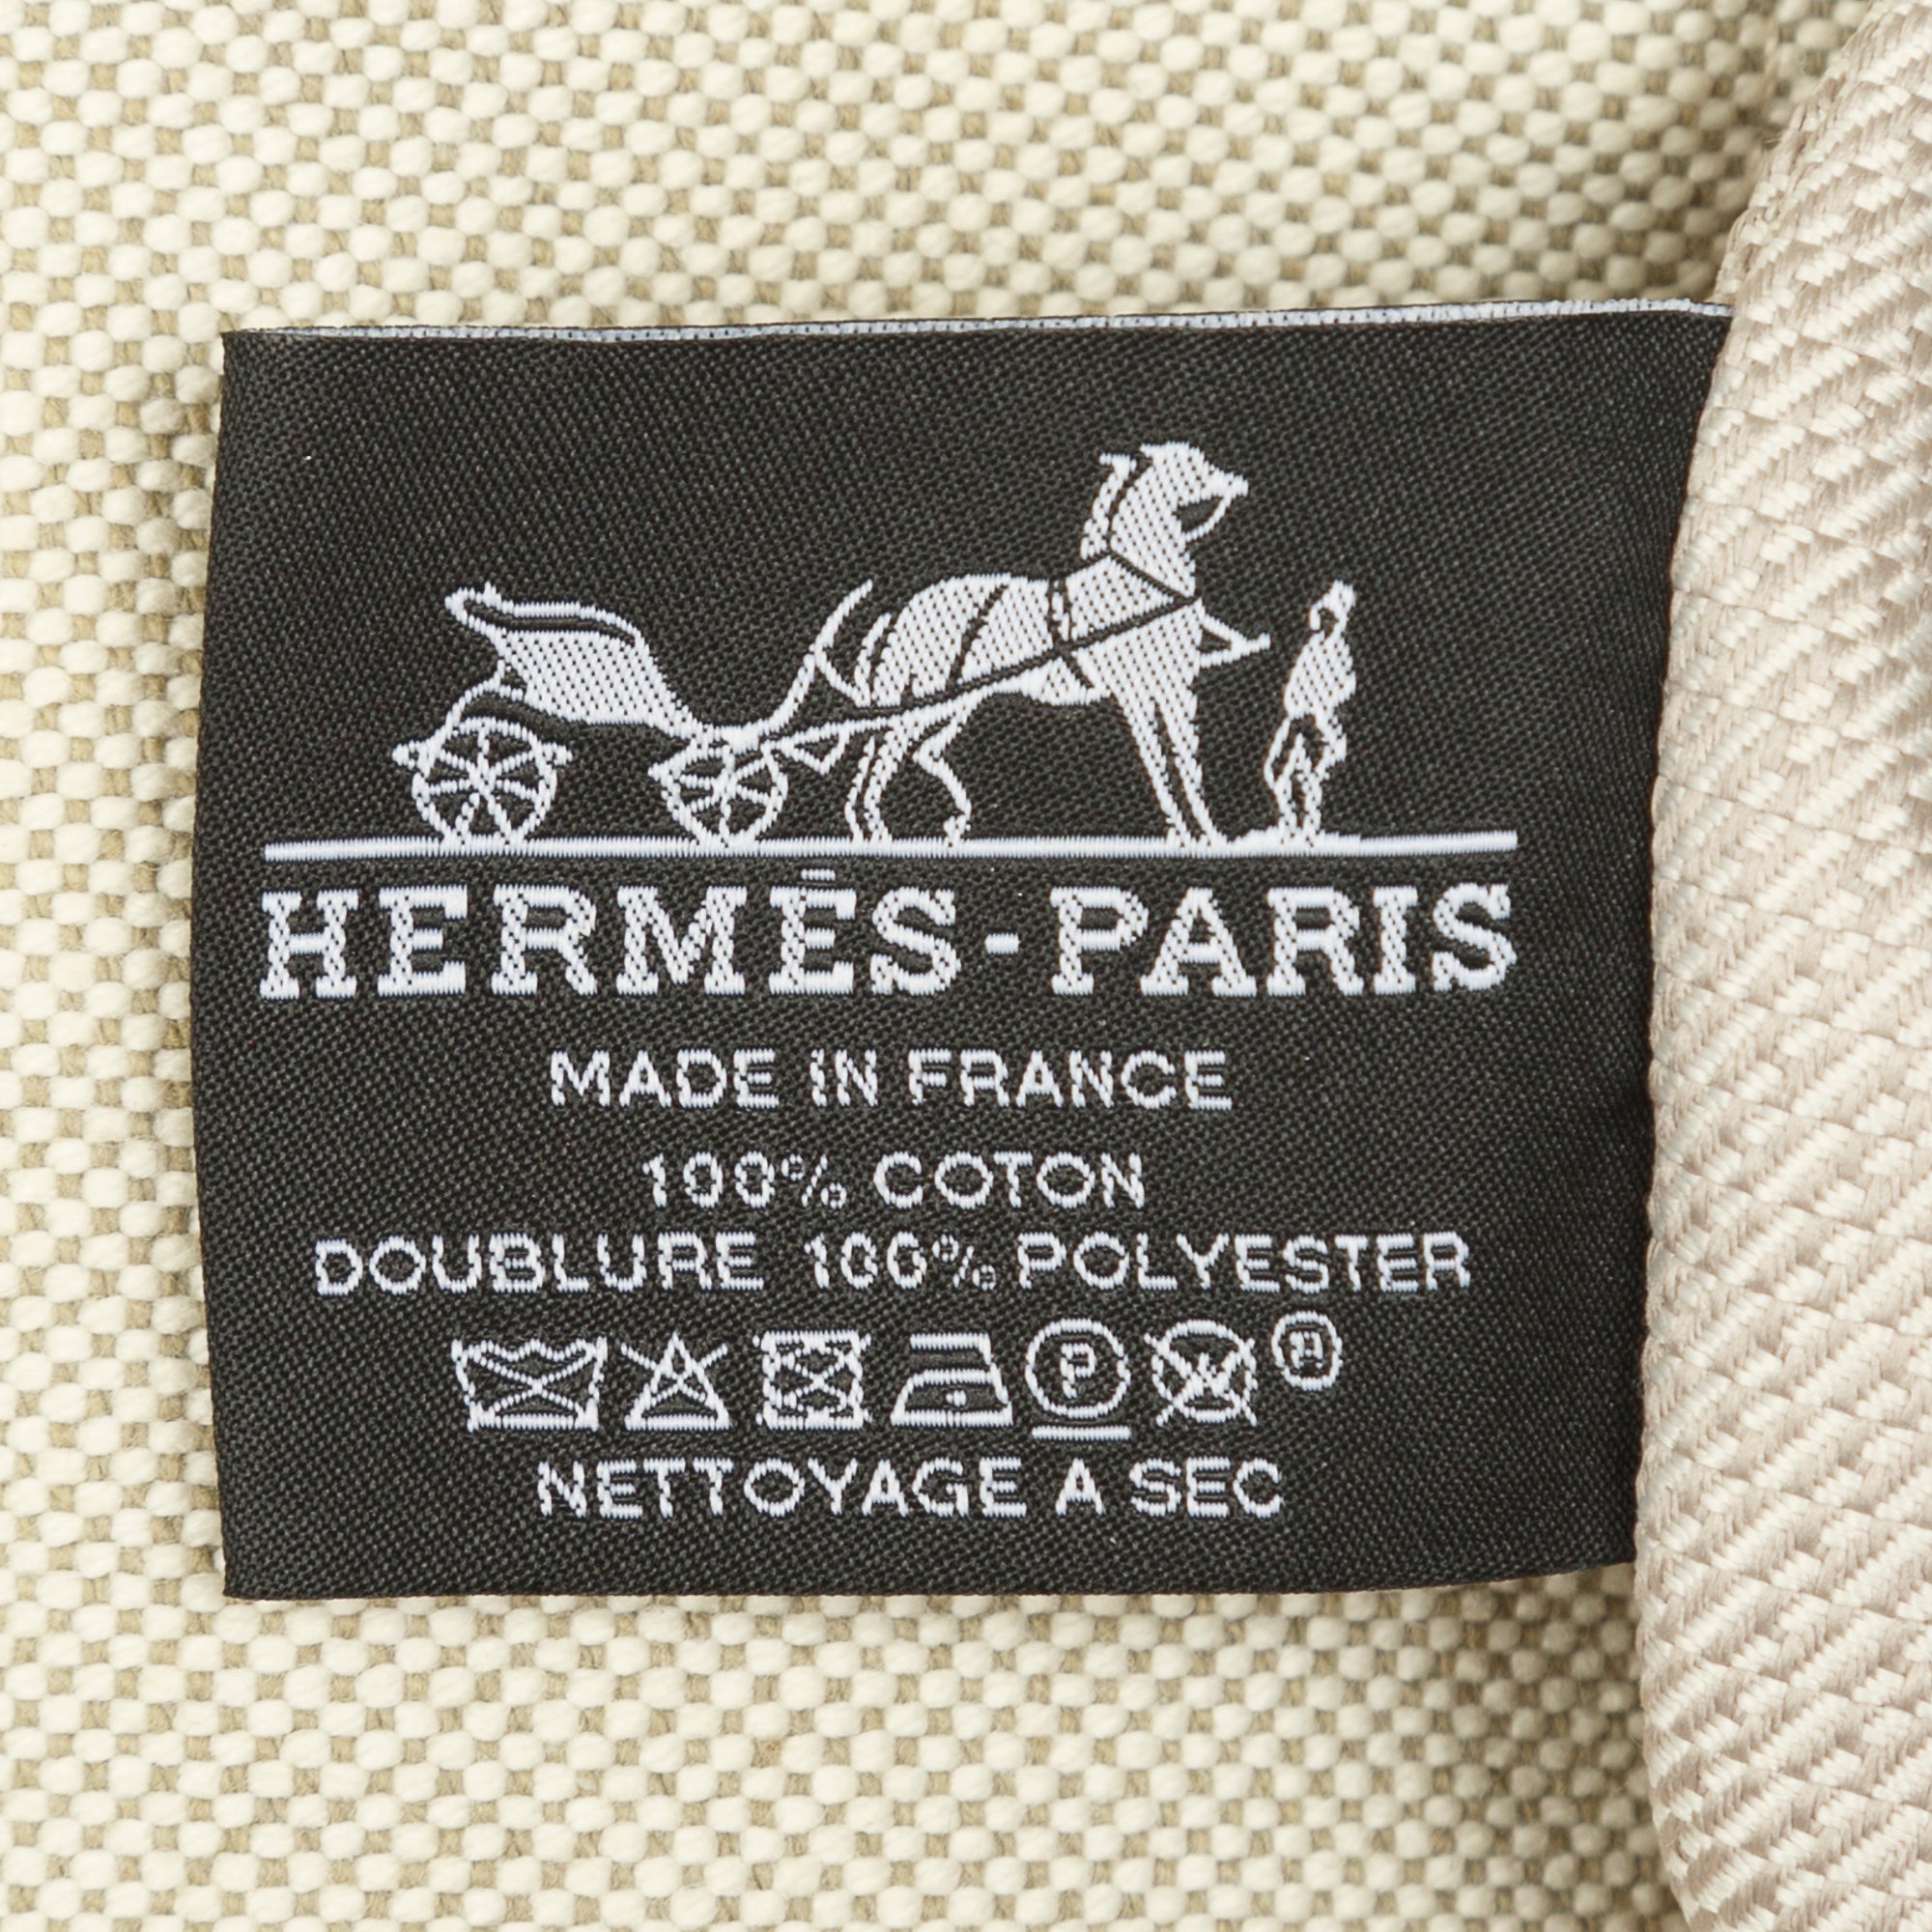 HERMÈS-PARIS
MADE IN FRANCE
100% COTON
DOUBLURE 100% POLYESTER
P ®
NETTOYAGE A SEC